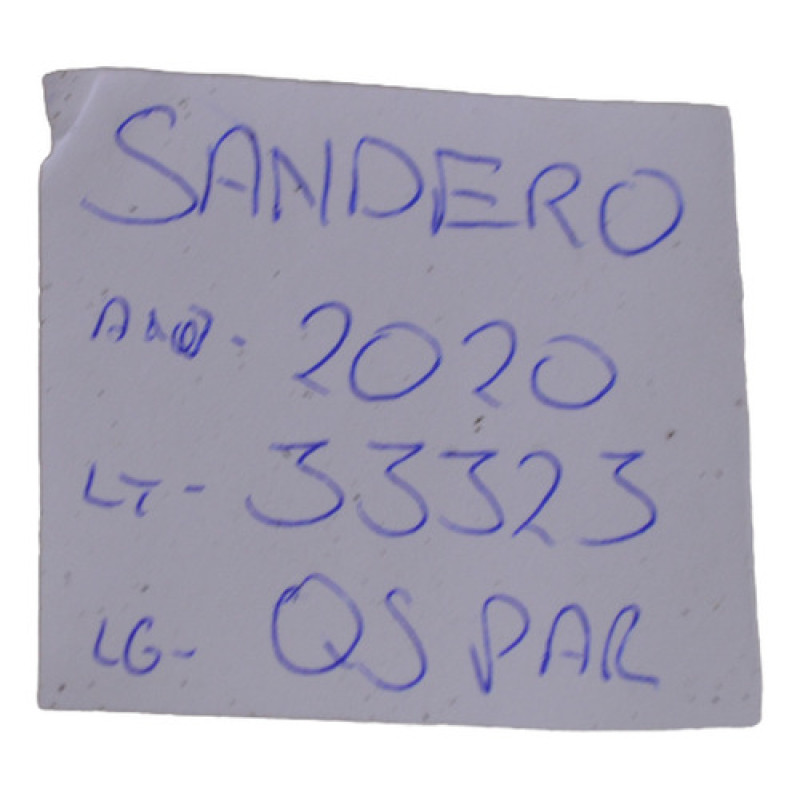 SANDERO
ANO - 2020
LT - 33323
LG - QS PAR